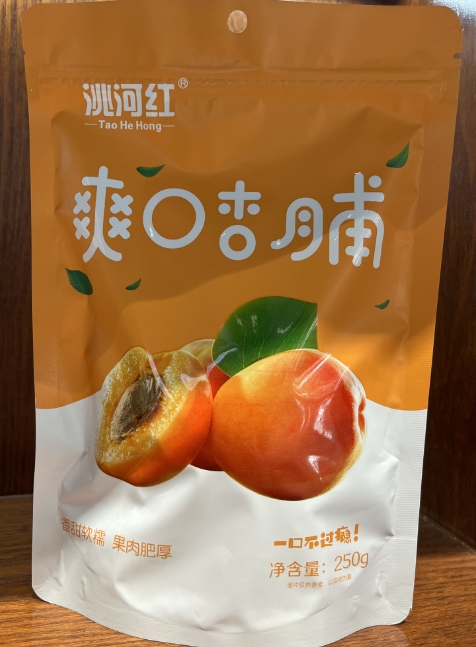 洮河红®
Tao He Hong
爽口杏脯
香甜软糯 果肉肥厚
一口不过瘾!
净含量: 250g